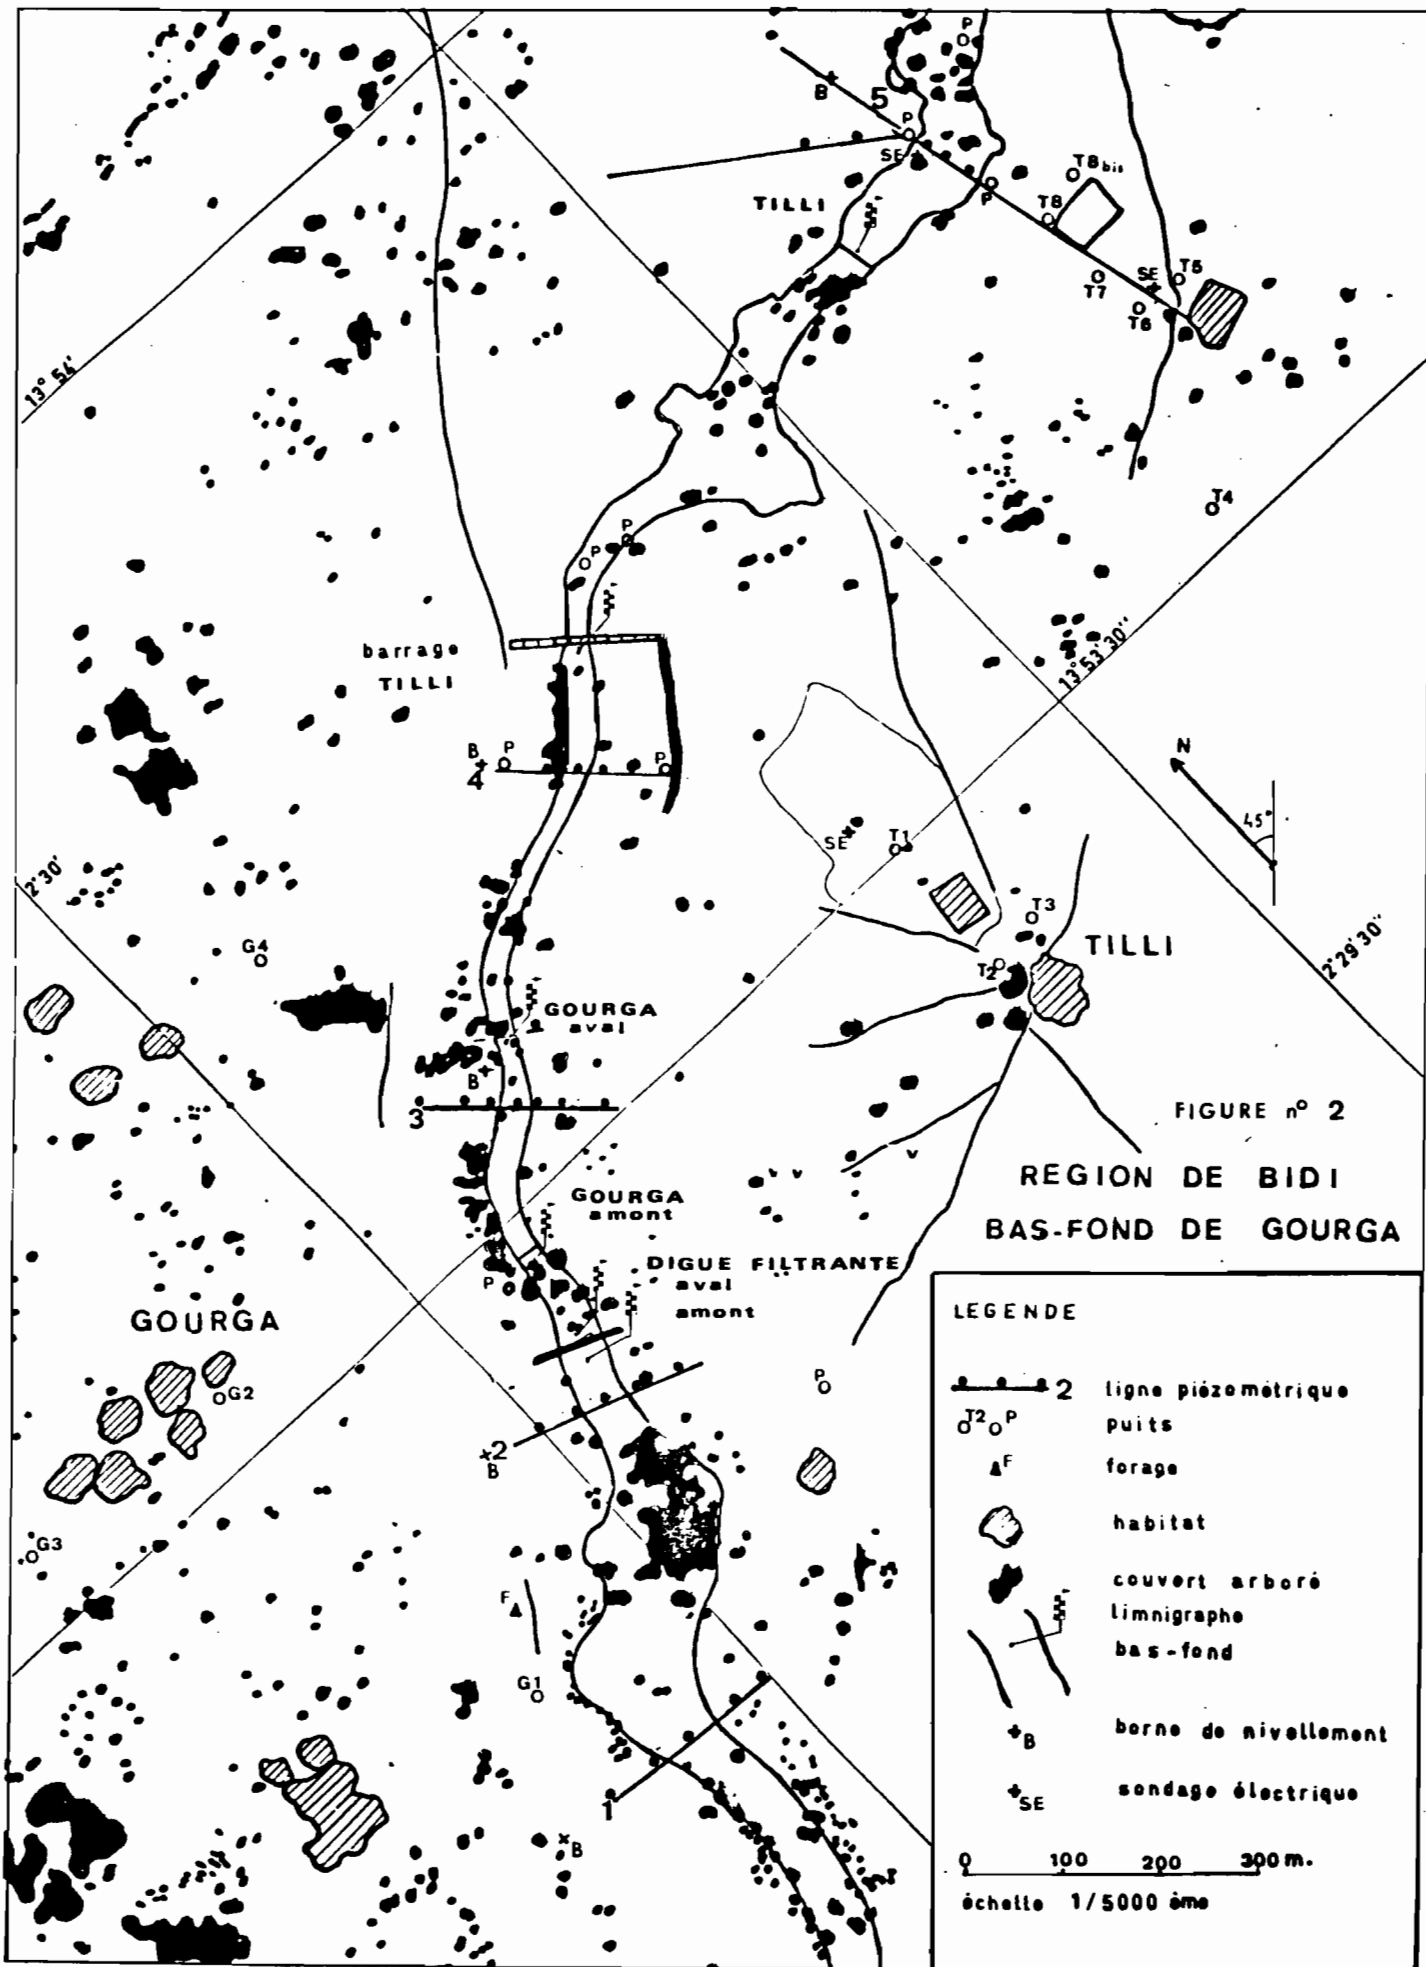 P
B
5
P
SE
P
T8 bis
T8
TILLI
SE
T5
T7
T6
13° 54'
T4
P
P
barrage
TILLI
13° 53' 30''
N
45°
B
P
P
4
SE
T1
2° 30'
T3
TILLI
T2
G4
2° 29' 30''
GOURGA
aval
B
3
FIGURE n° 2
REGION DE BIDI
BAS-FOND DE GOURGA
GOURGA
amont
P
DIGUE FILTRANTE
aval
amont
GOURGA
G2
P
2
B
G3
F
G1
1
B
LEGENDE
2 ligne piézométrique
T2 P puits
F forage
habitat
couvert arboré
limnigraphe
bas-fond
B borne de nivellement
SE sondage électrique
0 100 200 300 m.
échelle 1/5000 ème